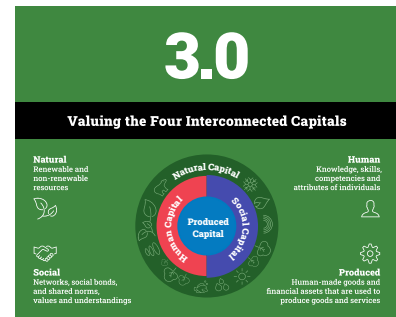 3.0
Valuing the Four Interconnected Capitals
Natural
Renewable and
non-renewable
resources
Human
Knowledge, skills,
competencies and
attributes of individuals
Natural Capital
Human Capital
Social Capital
Produced
Capital
Social
Networks, social bonds,
and shared norms,
values and understandings
Produced
Human-made goods and
financial assets that are used to
produce goods and services